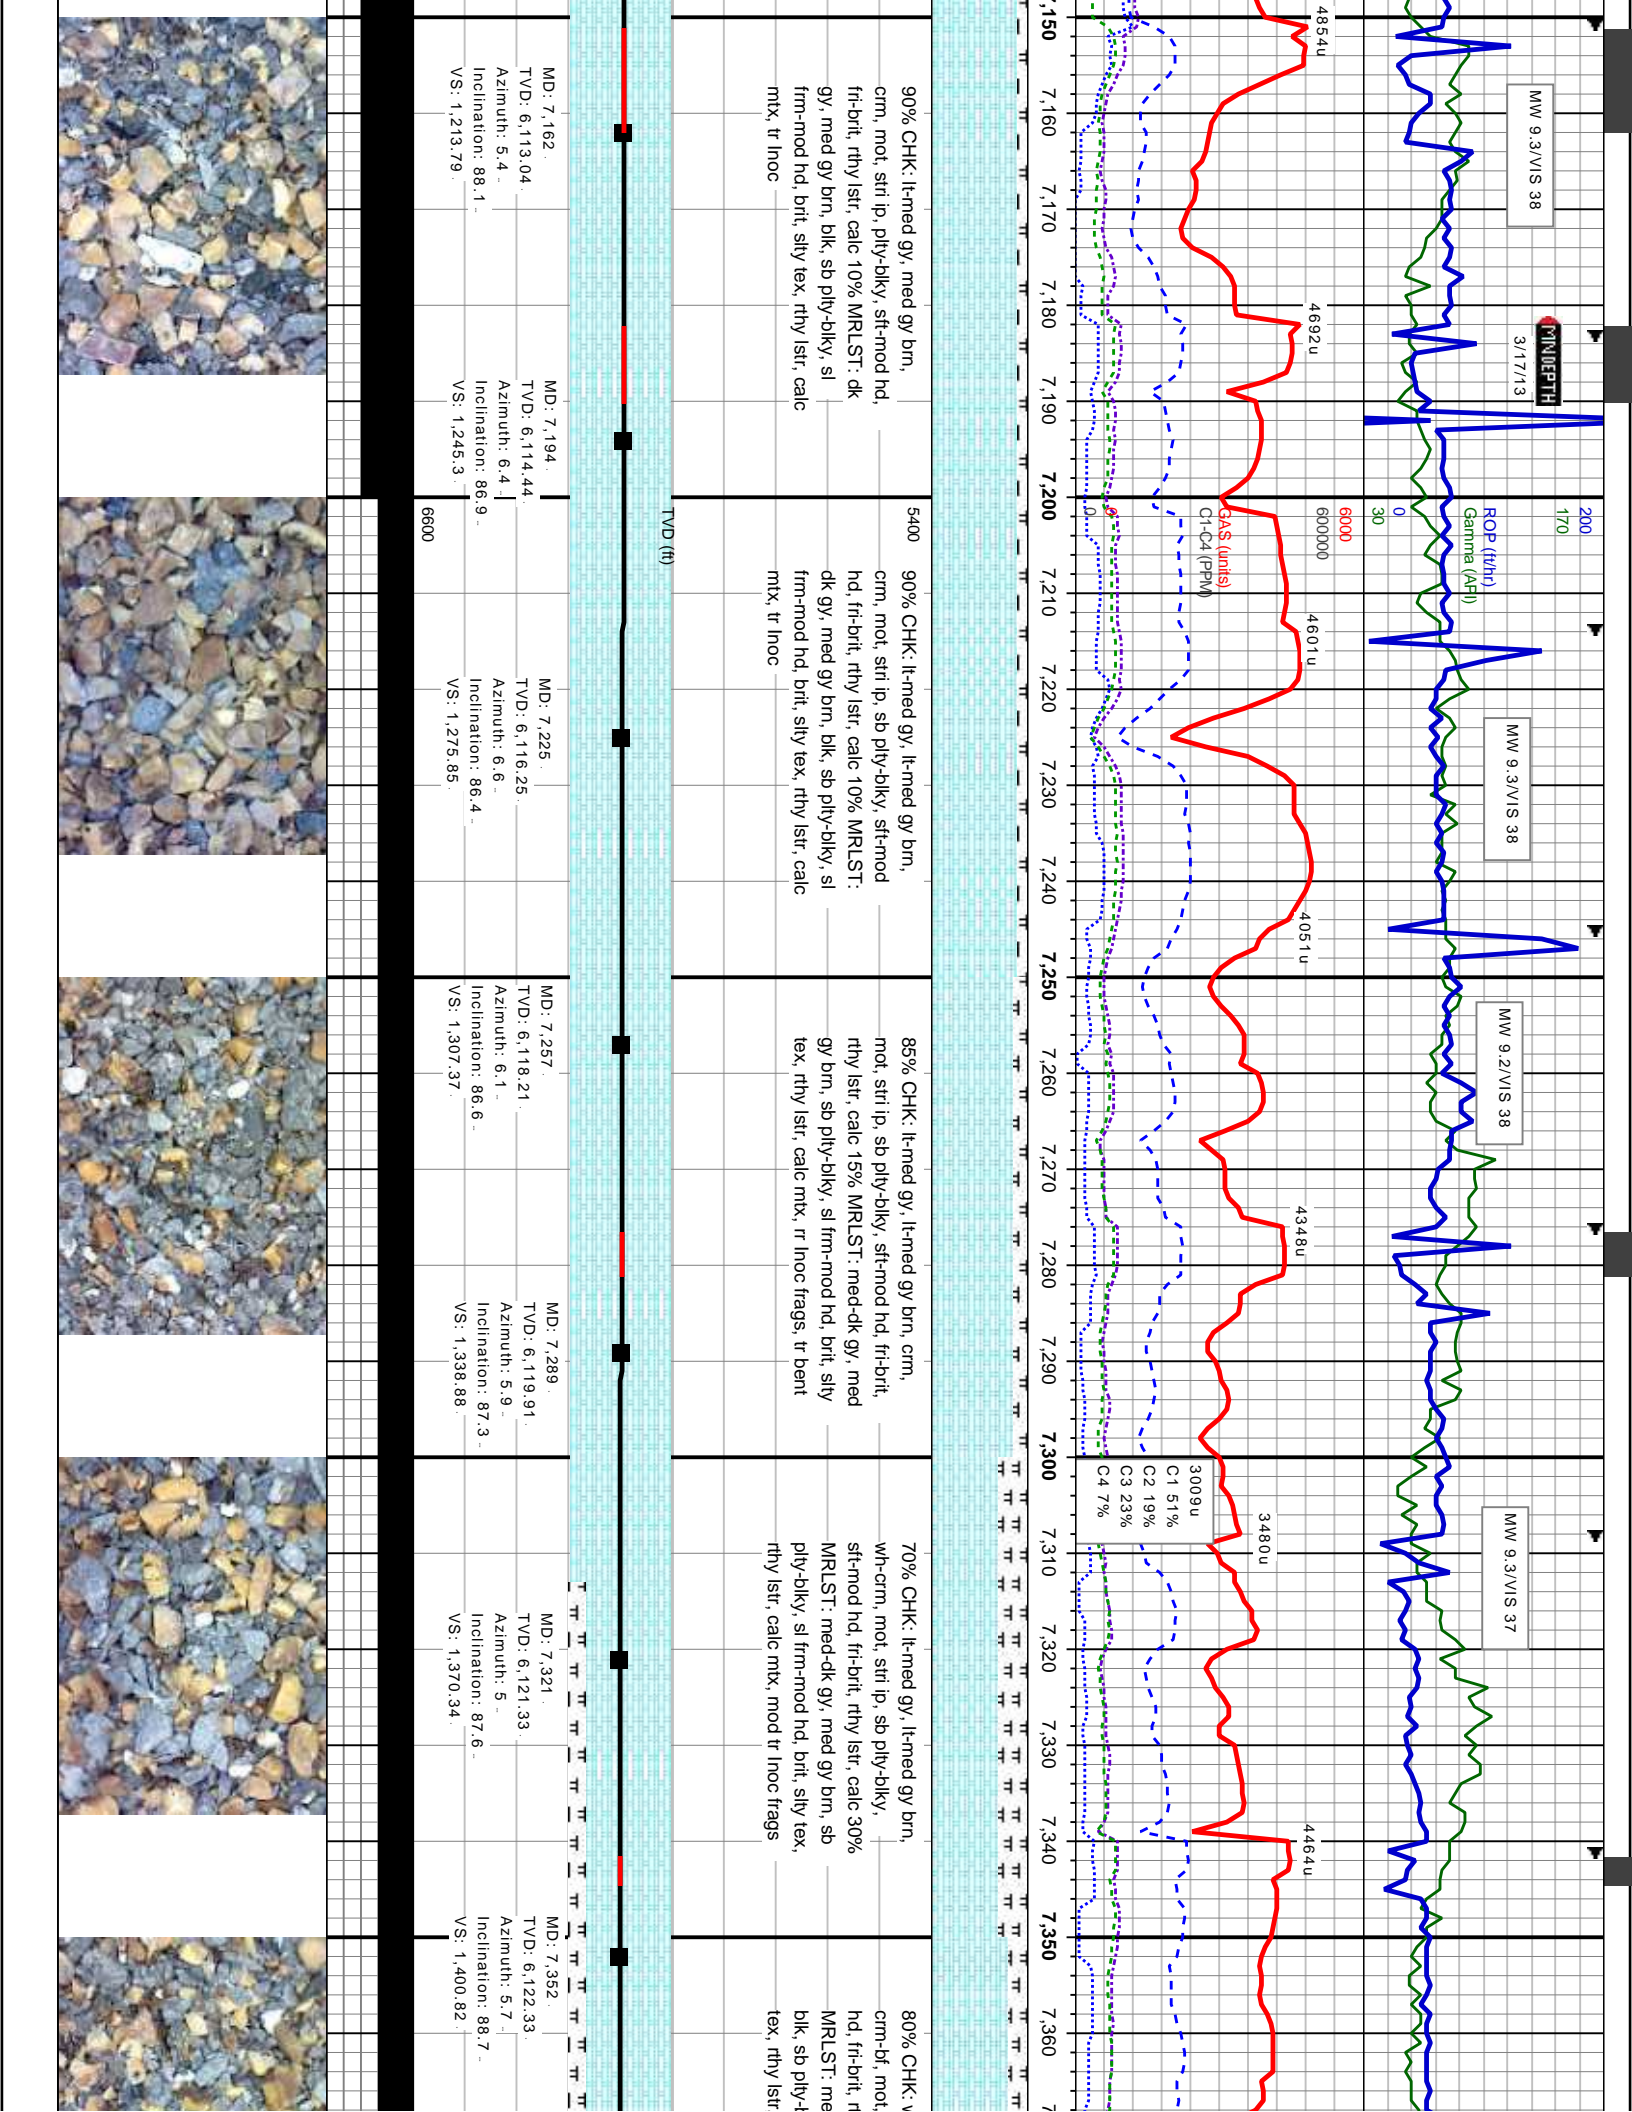 MW 9.3/VIS 38
MNDEPTH
3/17/13
MW 9.3/VIS 38
MW 9.2/VIS 38
MW 9.3/VIS 37
200
170
ROP (ft/hr)
Gamma (API)
0
30
6000
600000
GAS (units)
C1-C4 (PPM)
0
0
4854u
4692u
4601u
4051u
4348u
3480u
4464u
3009u
C1 51%
C2 19%
C3 23%
C4 7%
7,160
7,170
7,180
7,190
7,200
7,210
7,220
7,230
7,240
7,250
7,260
7,270
7,280
7,290
7,300
7,310
7,320
7,330
7,340
7,350
7,360
90% CHK: lt-med gy, med gy brn,
crm, mot, stri ip, plty-blky, sft-mod hd,
fri-brit, rthy lstr, calc 10% MRLST: dk
gy, med gy brn, blk, sb plty-blky, sl
frm-mod hd, brit, slty tex, rthy lstr, calc
mtx, tr Inoc
5400
90% CHK: lt-med gy, lt-med gy brn,
crm, mot, stri ip, sb plty-blky, sft-mod
hd, fri-brit, rthy lstr, calc 10% MRLST:
dk gy, med gy brn, blk, sb plty-blky, sl
frm-mod hd, brit, slty tex, rthy lstr, calc
mtx, tr Inoc
85% CHK: lt-med gy, lt-med gy brn, crm,
mot, stri ip, sb plty-blky, sft-mod hd, fri-brit,
rthy lstr, calc 15% MRLST: med-dk gy, med
gy brn, sb plty-blky, sl frm-mod hd, brit, slty
tex, rthy lstr, calc mtx, rr Inoc frags, tr bent
70% CHK: lt-med gy, lt-med gy brn,
wh-crm, mot, stri ip, sb plty-blky,
sft-mod hd, fri-brit, rthy lstr, calc 30%
MRLST: med-dk gy, med gy brn, sb
plty-blky, sl frm-mod hd, brit, slty tex,
rthy lstr, calc mtx, mod tr Inoc frags
80% CHK:
crm-bf, mot,
hd, fri-brit,
MRLST:
blk, sb
tex, rthy
TVD (ft)
6600
MD: 7,162
TVD: 6,113.04
Azimuth: 5.4
Inclination: 88.1
VS: 1,213.79
MD: 7,194
TVD: 6,114.44
Azimuth: 6.4
Inclination: 86.9
VS: 1,245.3
MD: 7,225
TVD: 6,116.25
Azimuth: 6.6
Inclination: 86.4
VS: 1,275.85
MD: 7,257
TVD: 6,118.21
Azimuth: 6.1
Inclination: 86.6
VS: 1,307.37
MD: 7,289
TVD: 6,119.91
Azimuth: 5.9
Inclination: 87.3
VS: 1,338.88
MD: 7,321
TVD: 6,121.33
Azimuth: 5
Inclination: 87.6
VS: 1,370.34
MD: 7,352
TVD: 6,122.33
Azimuth: 5.7
Inclination: 88.7
VS: 1,400.82